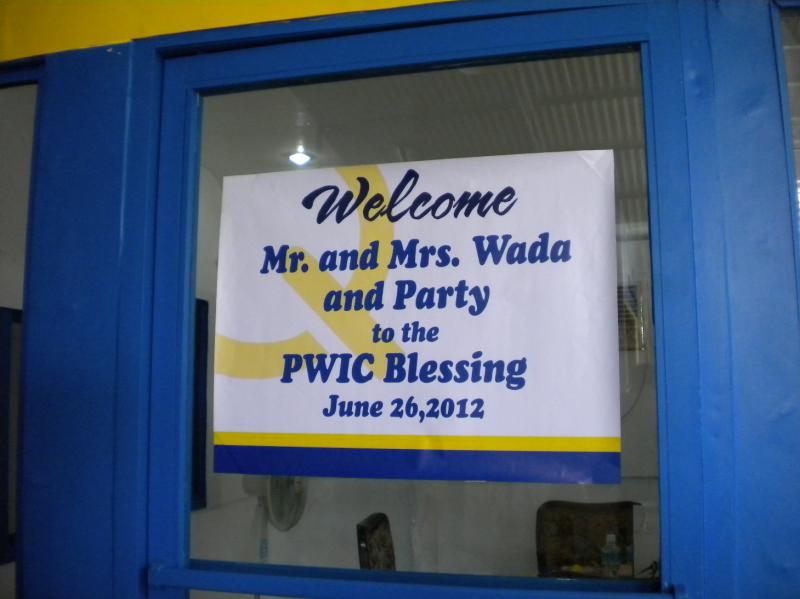 Welcome
Mr. and Mrs. Wada
and Party
to the
PWIC Blessing
June 26,2012